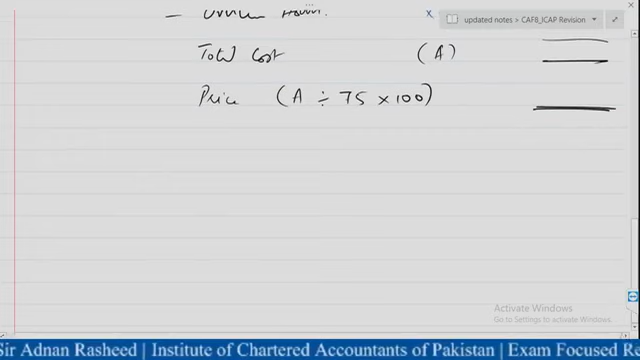 updated notes > CAF8_ICAP Revision
x
Total Cost (A)
Price (A ÷ 75 × 100)
Activate Windows
Go to Settings to activate Windows.
Sir Adnan Rasheed | Institute of Chartered Accountants of Pakistan | Exam Focused Re